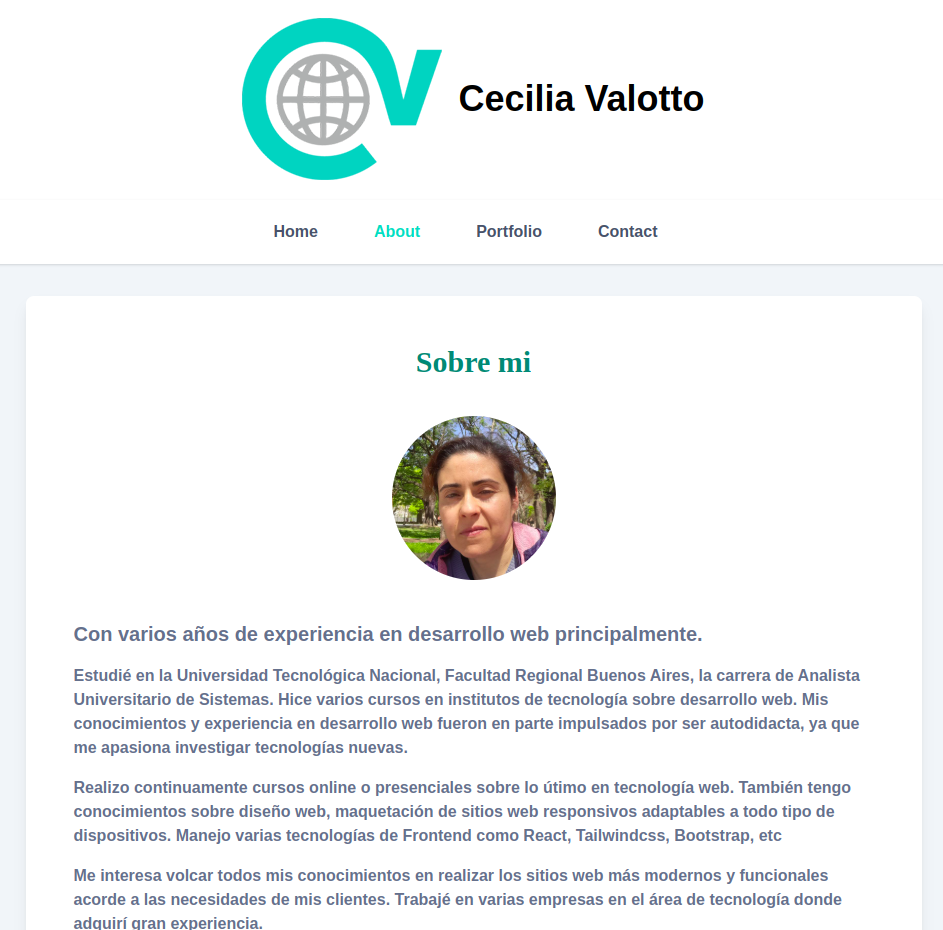 CV
Cecilia Valotto
Home About Portfolio Contact
Sobre mi
Con varios años de experiencia en desarrollo web principalmente.
Estudié en la Universidad Tecnológica Nacional, Facultad Regional Buenos Aires, la carrera de Analista
Universitario de Sistemas. Hice varios cursos en institutos de tecnología sobre desarrollo web. Mis
conocimientos y experiencia en desarrollo web fueron en parte impulsados por ser autodidacta, ya que
me apasiona investigar tecnologías nuevas.
Realizo continuamente cursos online o presenciales sobre lo útimo en tecnología web. También tengo
conocimientos sobre diseño web, maquetación de sitios web responsivos adaptables a todo tipo de
dispositivos. Manejo varias tecnologías de Frontend como React, Tailwindcss, Bootstrap, etc
Me interesa volcar todos mis conocimientos en realizar los sitios web más modernos y funcionales
acorde a las necesidades de mis clientes. Trabajé en varias empresas en el área de tecnología donde
adquirí gran experiencia.